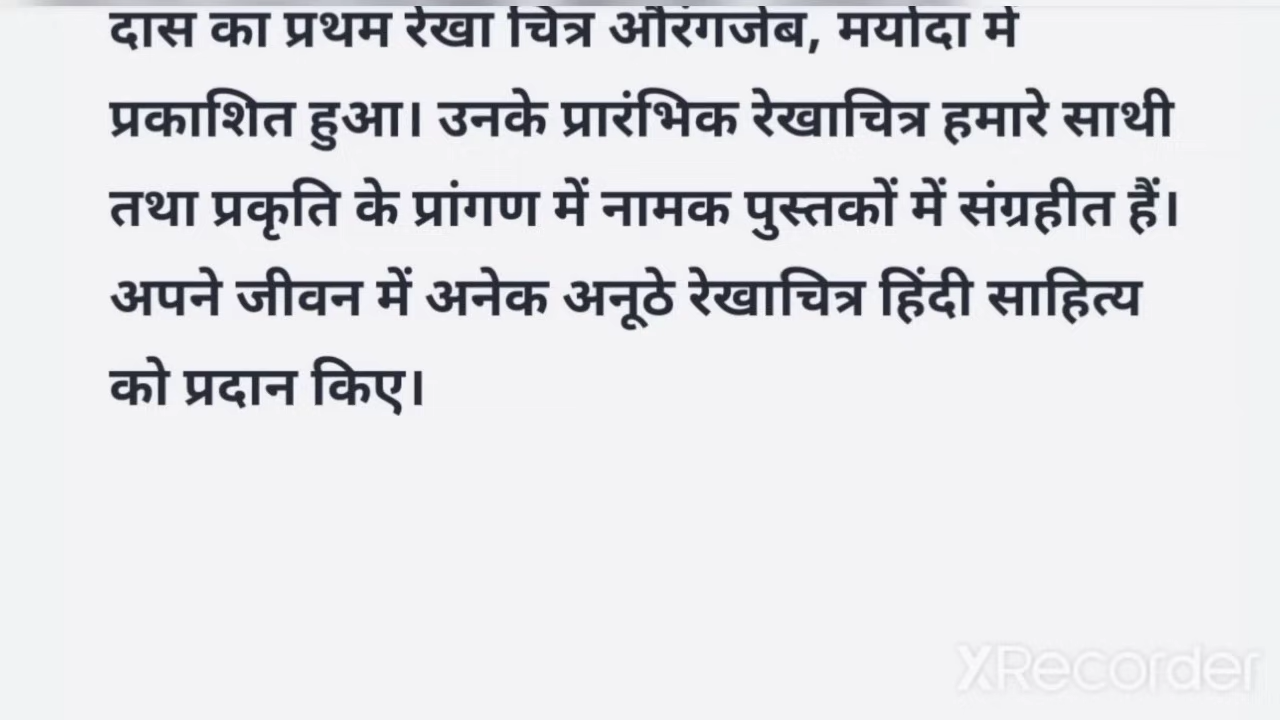 दास का प्रथम रेखा चित्र औरंगजेब, मर्यादा में
प्रकाशित हुआ। उनके प्रारंभिक रेखाचित्र हमारे साथी
तथा प्रकृति के प्रांगण में नामक पुस्तकों में संग्रहीत हैं।
अपने जीवन में अनेक अनूठे रेखाचित्र हिंदी साहित्य
को प्रदान किए।
XRecorder